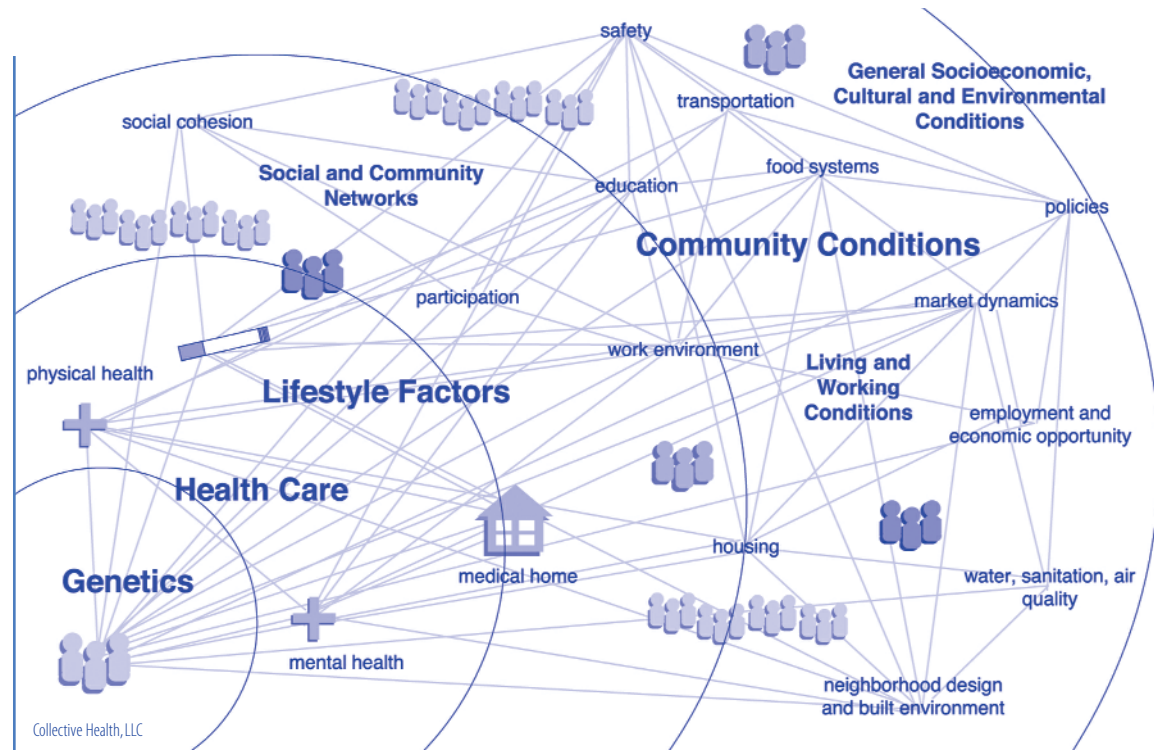 safety
General Socioeconomic,
Cultural and Environmental
Conditions
transportation
social cohesion
Social and Community
Networks
education
food systems
policies
Community Conditions
participation
market dynamics
work environment
Living and
Working
Conditions
physical health
Lifestyle Factors
employment and
economic opportunity
Health Care
housing
Genetics
medical home
water, sanitation, air
quality
mental health
neighborhood design
and built environment
Collective Health, LLC